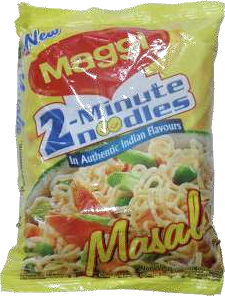 New
Maggi
2-Minute
noodles
In Authentic Indian Flavours
Masal